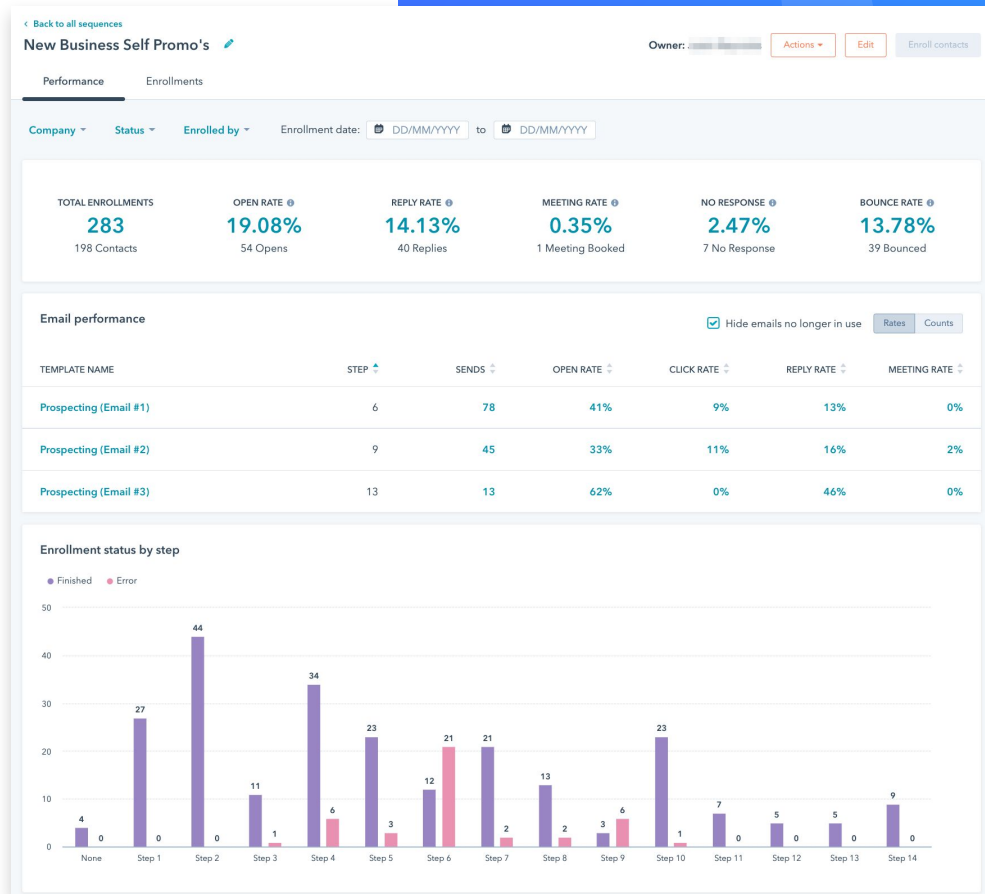 ‹ Back to all sequences
New Business Self Promo's
Owner:
Actions
Edit
Enroll contacts
Performance Enrollments
Company Status Enrolled by Enrollment date: DD/MM/YYYY to DD/MM/YYYY
TOTAL ENROLLMENTS OPEN RATE REPLY RATE MEETING RATE NO RESPONSE BOUNCE RATE
283 19.08% 14.13% 0.35% 2.47% 13.78%
198 Contacts 54 Opens 40 Replies 1 Meeting Booked 7 No Response 39 Bounced
Email performance
Hide emails no longer in use Rates Counts
TEMPLATE NAME STEP SENDS OPEN RATE CLICK RATE REPLY RATE MEETING RATE
Prospecting (Email #1) 6 78 41% 9% 13% 0%
Prospecting (Email #2) 9 45 33% 11% 16% 2%
Prospecting (Email #3) 13 13 62% 0% 46% 0%
Enrollment status by step
Finished Error
50
40
30
20
10
0
4 0 27 0 44 0 11 1 34 6 23 3 12 21 21 2 13 2 3 6 23 1 7 0 5 0 5 0 9 0
None Step 1 Step 2 Step 3 Step 4 Step 5 Step 6 Step 7 Step 8 Step 9 Step 10 Step 11 Step 12 Step 13 Step 14